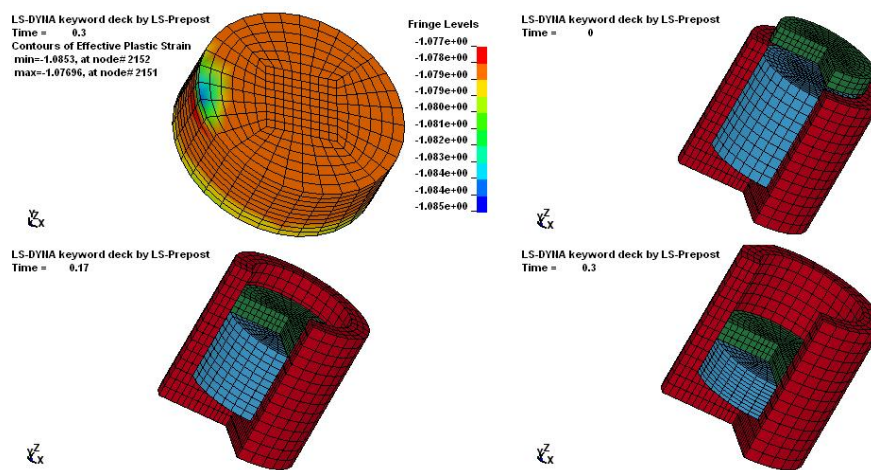 LS-DYNA keyword deck by LS-Prepost
Time = 0.3
Contours of Effective Plastic Strain
min=-1.0853, at node# 2152
max=-1.07696, at node# 2151
Fringe Levels
-1.077e+00
-1.078e+00
-1.079e+00
-1.079e+00
-1.080e+00
-1.081e+00
-1.082e+00
-1.083e+00
-1.084e+00
-1.084e+00
-1.085e+00
Y Z
X
LS-DYNA keyword deck by LS-Prepost
Time = 0
Y Z
X
LS-DYNA keyword deck by LS-Prepost
Time = 0.17
Y Z
X
LS-DYNA keyword deck by LS-Prepost
Time = 0.3
Y Z
X